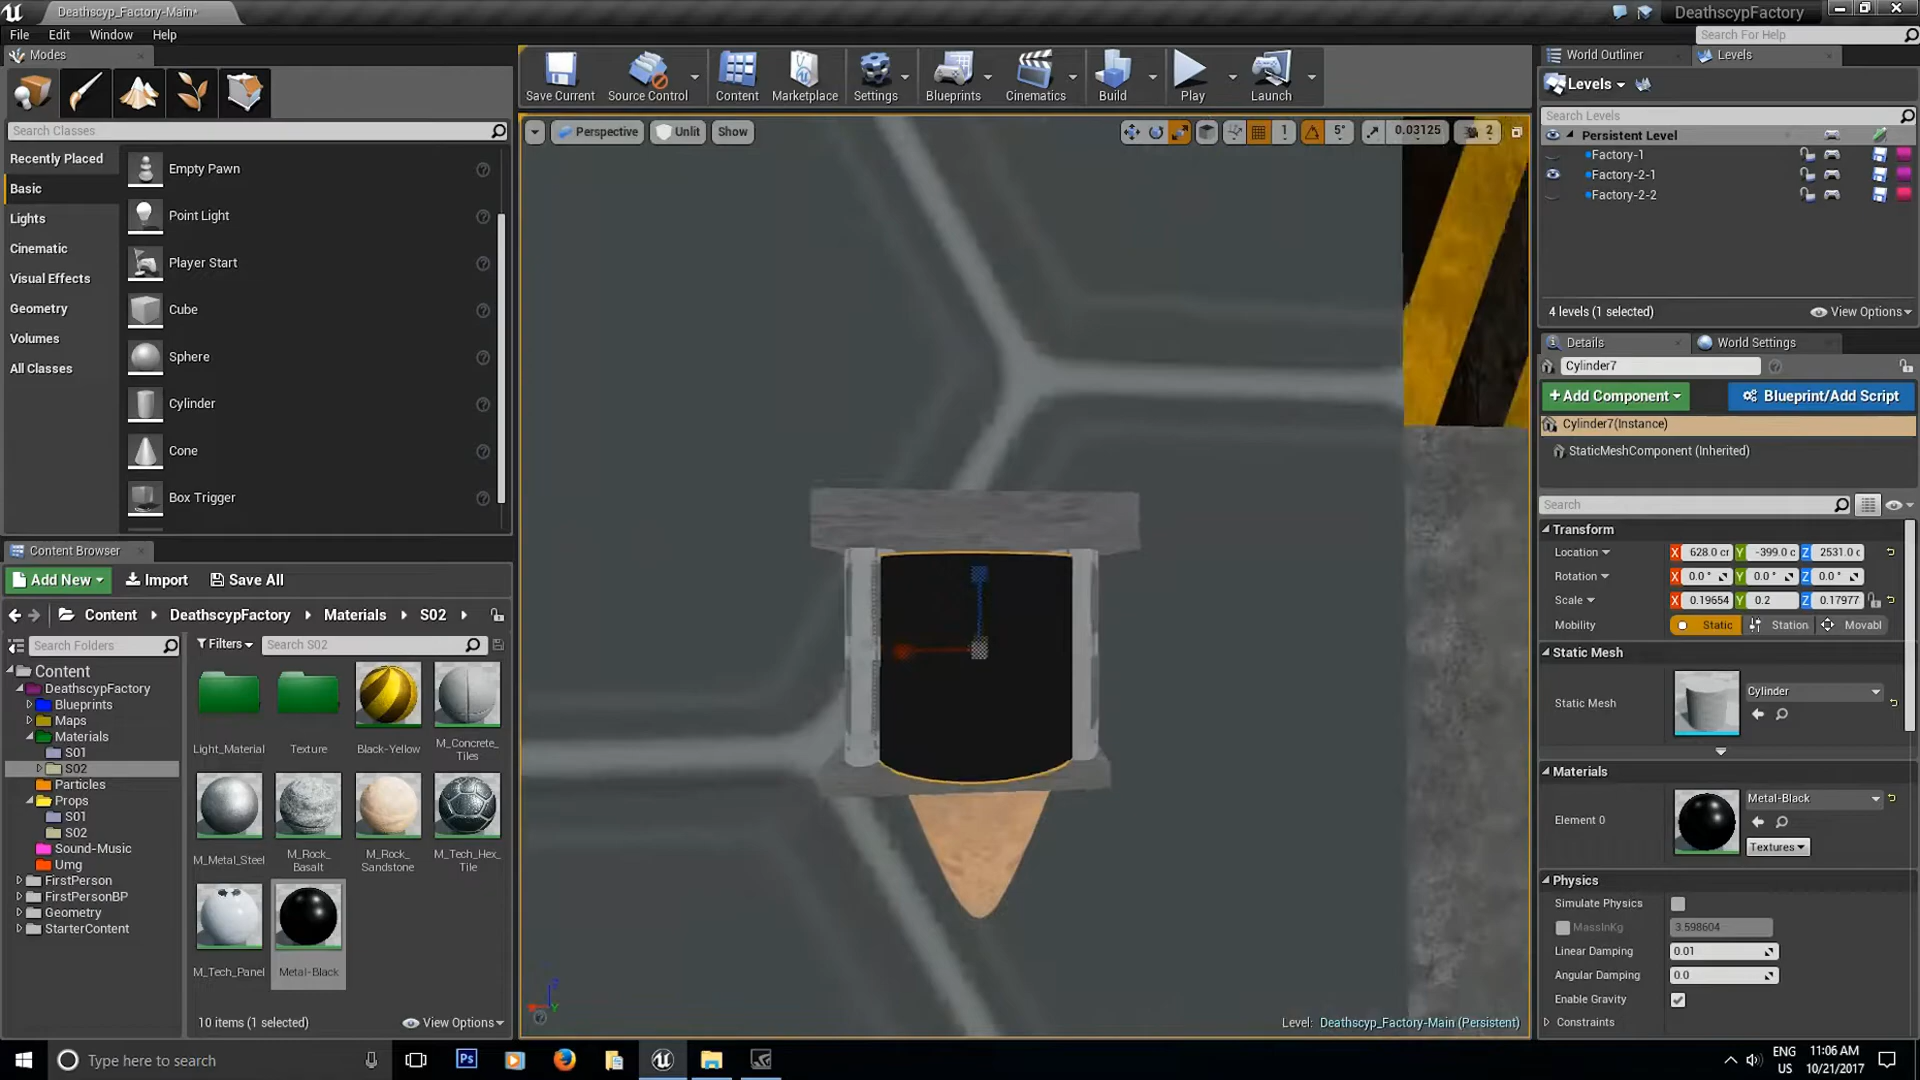 Deathscyp_Factory-Main*
DeathscypFactory
File Edit Window Help
Search For Help
Modes
Search Classes
Recently Placed
Basic
Lights
Cinematic
Visual Effects
Geometry
Volumes
All Classes
Empty Pawn
Point Light
Player Start
Cube
Sphere
Cylinder
Cone
Box Trigger
Save Current
Source Control
Content
Marketplace
Settings
Blueprints
Cinematics
Build
Play
Launch
Perspective
Unlit
Show
1
5°
0.03125
2
World Outliner
Levels
Levels
Search Levels
Persistent Level
Factory-1
Factory-2-1
Factory-2-2
4 levels (1 selected)
View Options
Details
World Settings
Cylinder7
+Add Component
Blueprint/Add Script
Cylinder7(Instance)
StaticMeshComponent (Inherited)
Search
Transform
Location X 628.0 cr Y -399.0 c Z 2531.0 c
Rotation X 0.0 ° Y 0.0 ° Z 0.0 °
Scale X 0.19654 Y 0.2 Z 0.17977
Mobility Static Station Movabl
Static Mesh
Static Mesh
Cylinder
Materials
Element 0
Metal-Black
Textures
Physics
Simulate Physics
MassInKg 3.598604
Linear Damping 0.01
Angular Damping 0.0
Enable Gravity
Constraints
Content Browser
Add New
Import
Save All
Content
DeathscypFactory
Materials
S02
Search Folders
Filters
Search S02
Content
DeathscypFactory
Blueprints
Maps
Materials
S01
S02
Particles
Props
S01
S02
Sound-Music
Umg
FirstPerson
FirstPersonBP
Geometry
StarterContent
Light_Material
Texture
Black-Yellow
M_Concrete_
Tiles
M_Metal_Steel
M_Rock_
Basalt
M_Rock_
Sandstone
M_Tech_Hex_
Tile
M_Tech_Panel
Metal-Black
10 items (1 selected)
View Options
Level: Deathscyp_Factory-Main (Persistent)
Type here to search
Ps
ENG
US
11:06 AM
10/21/2017